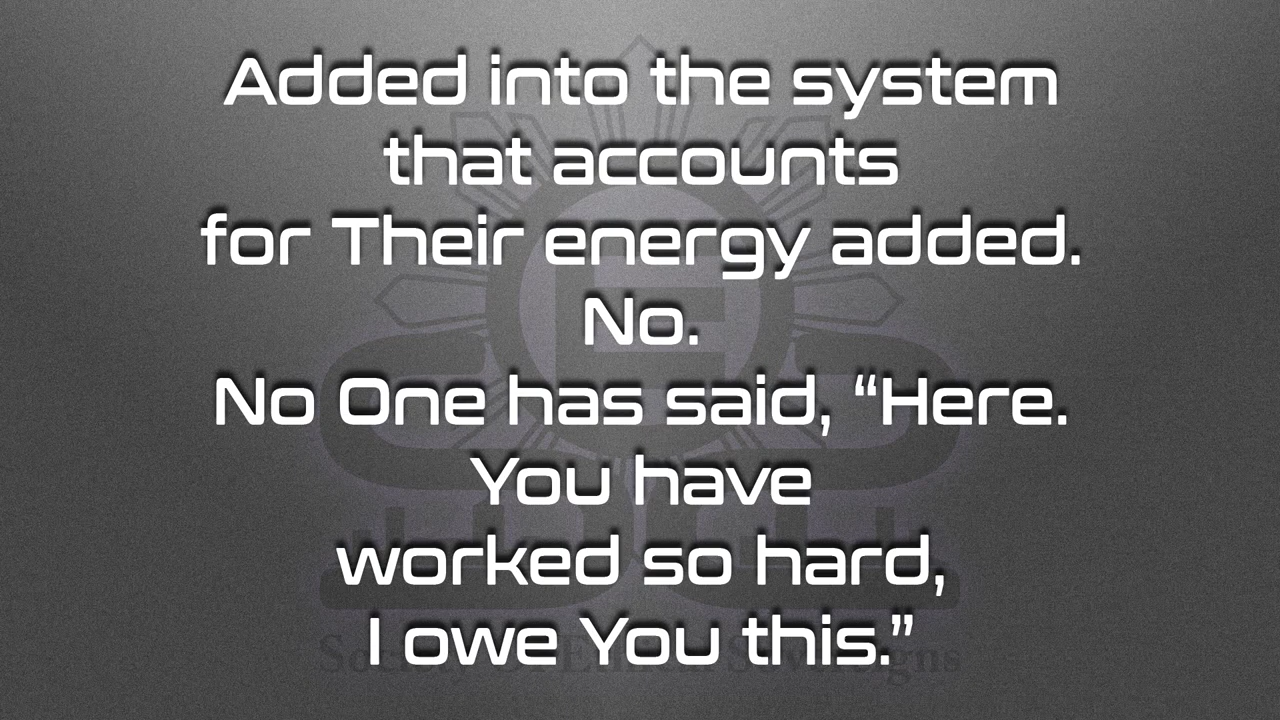 Added into the system
that accounts
for Their energy added.
No.
No One has said, “Here.
You have
worked so hard,
I owe You this.”